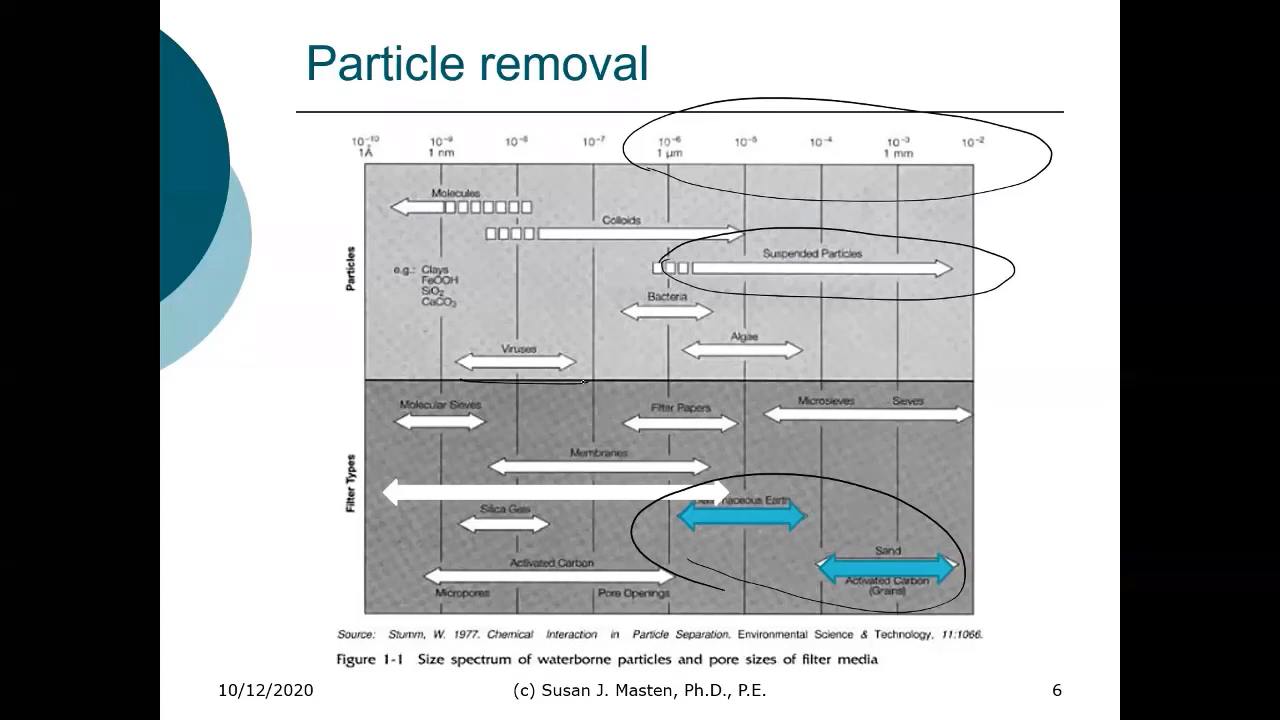 Particle removal
10⁻¹⁰ 10⁻⁹ 10⁻⁸ 10⁻⁷ 10⁻⁶ 10⁻⁵ 10⁻⁴ 10⁻³ 10⁻²
1Å 1 nm 1 µm 1 mm
Particles
Molecules
Colloids
Suspended Particles
e.g.: Clays
FeOOH
SiO₂
CaCO₃
Bacteria
Algae
Viruses
Filter Types
Molecular Sieves
Filter Papers
Microsieves Sieves
Membranes
Earth
Silica Gels
Sand
Activated Carbon
Activated Carbon
(Grains)
Micropores Pore Openings
Source: Stumm, W. 1977. Chemical Interaction in Particle Separation. Environmental Science & Technology, 11:1066.
Figure 1-1 Size spectrum of waterborne particles and pore sizes of filter media
10/12/2020 (c) Susan J. Masten, Ph.D., P.E. 6